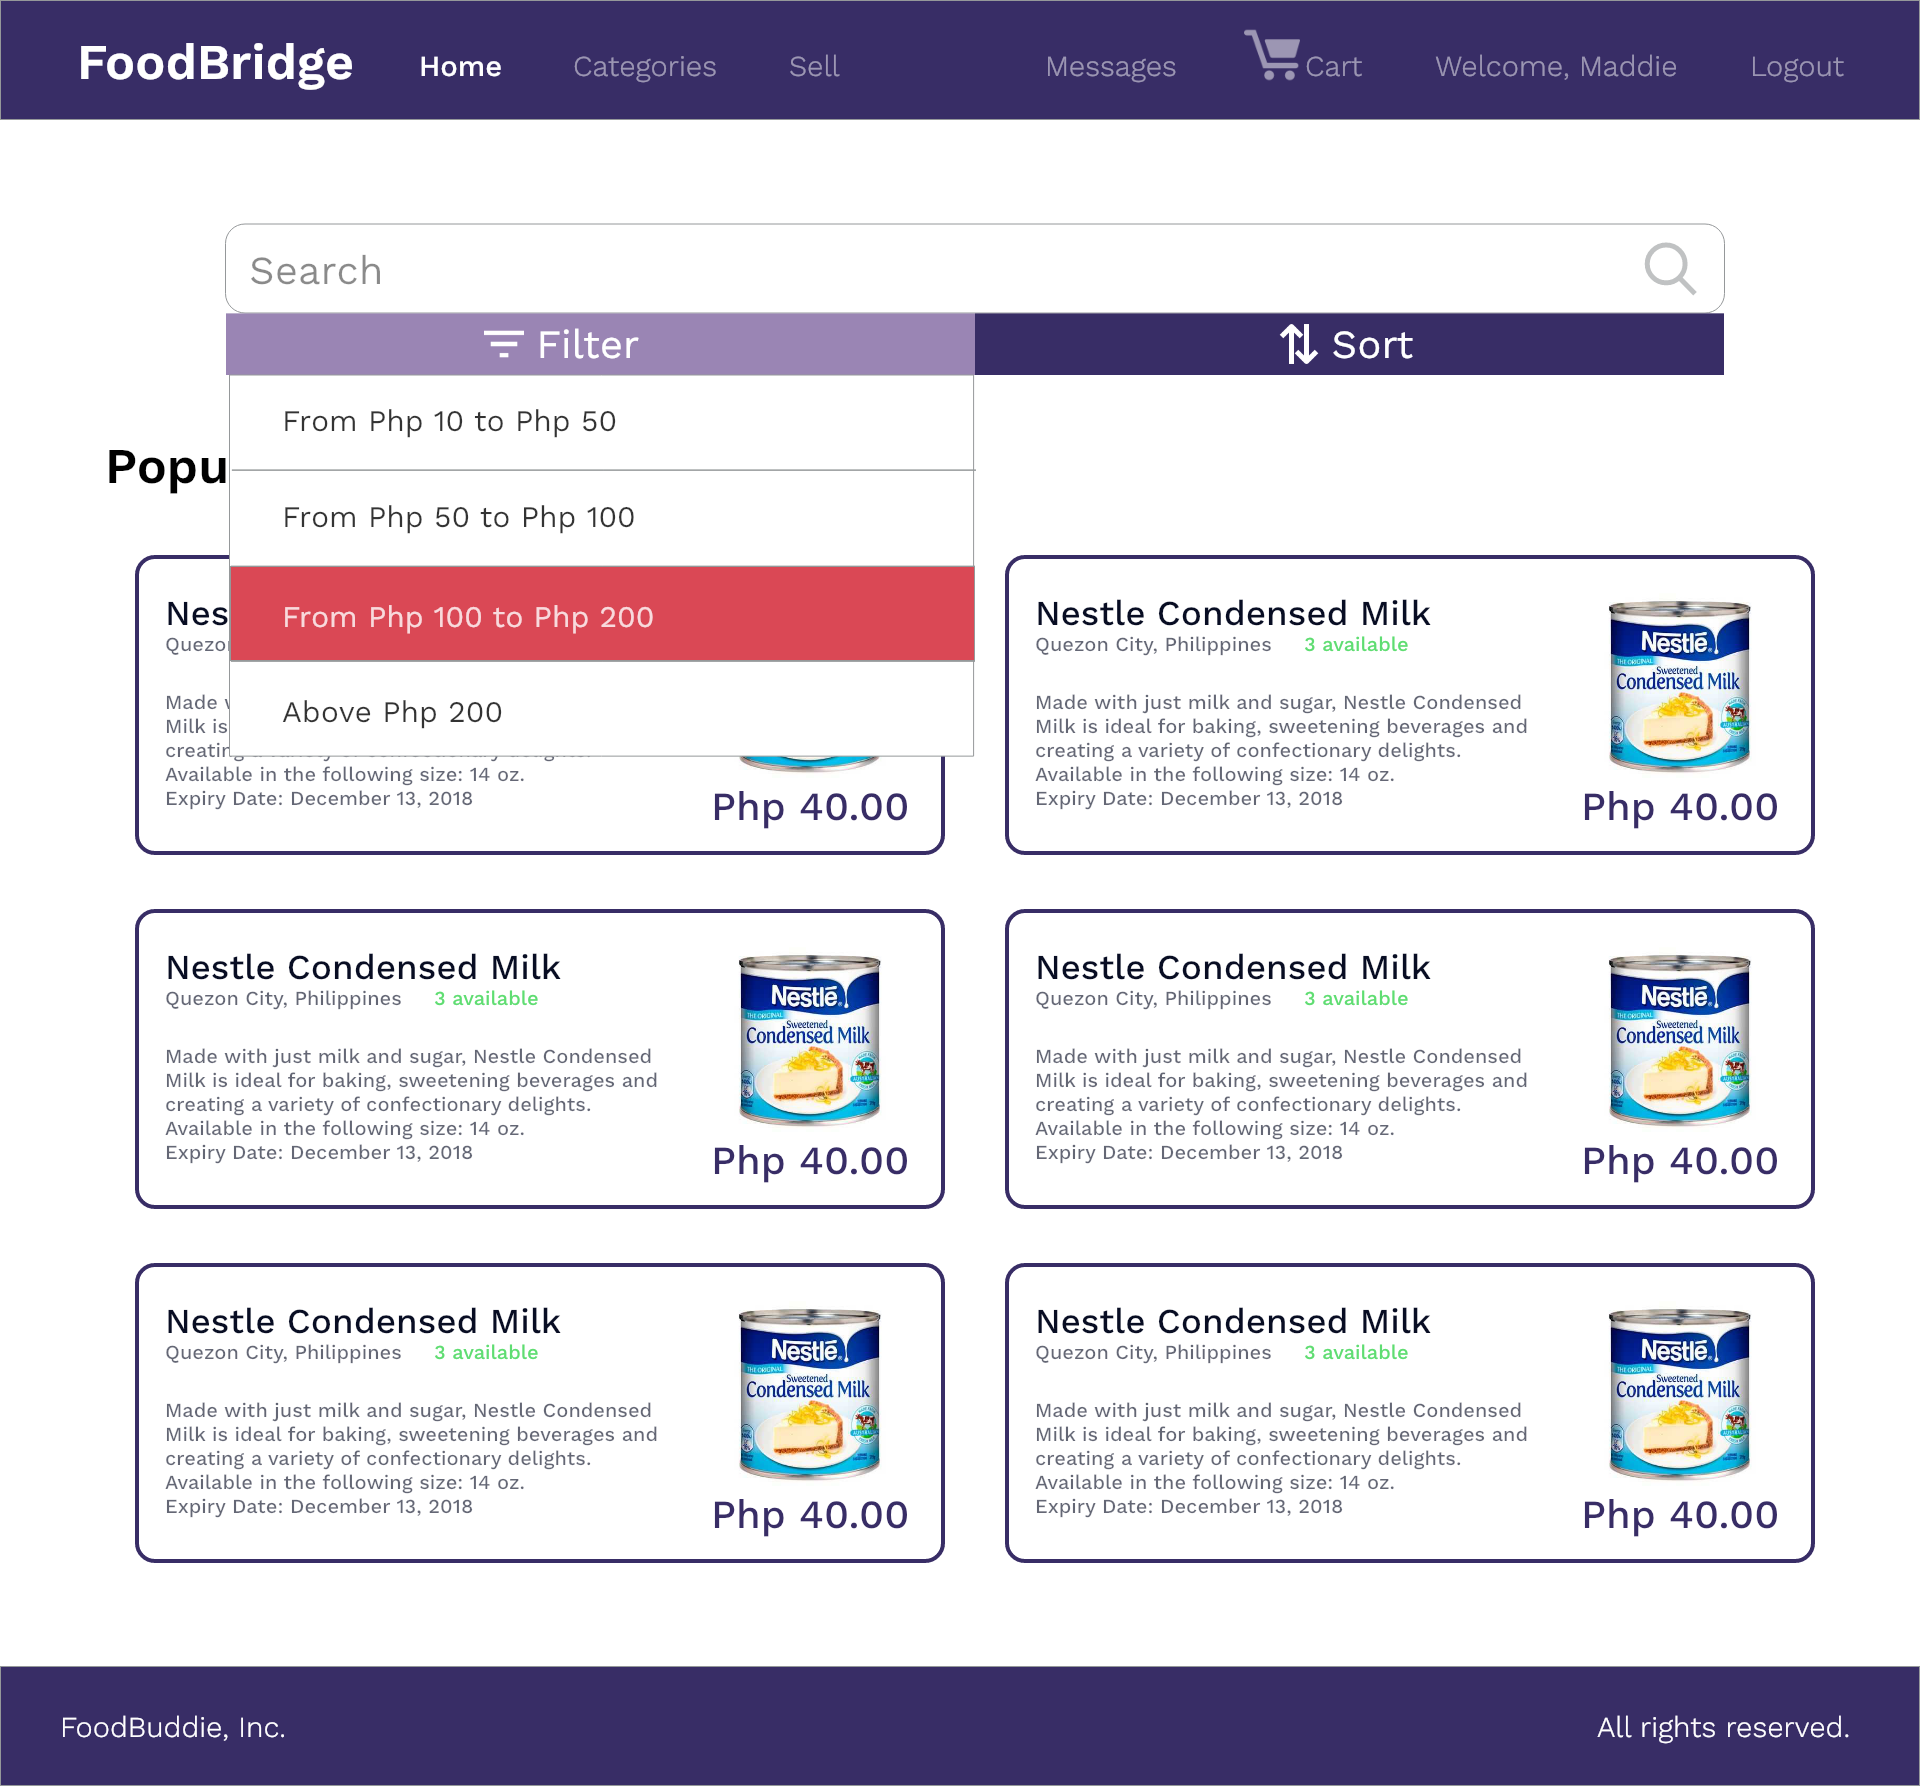 FoodBridge Home Categories Sell Messages Cart Welcome, Maddie Logout
Search
Filter Sort
From Php 10 to Php 50
From Php 50 to Php 100
From Php 100 to Php 200
Above Php 200
Available in the following size: 14 oz.
Expiry Date: December 13, 2018
Php 40.00
Nestle Condensed Milk
Quezon City, Philippines 3 available
Made with just milk and sugar, Nestle Condensed
Milk is ideal for baking, sweetening beverages and
creating a variety of confectionary delights.
Available in the following size: 14 oz.
Expiry Date: December 13, 2018
Nestlé
THE ORIGINAL
Sweetened
Condensed Milk
Php 40.00
Nestle Condensed Milk
Quezon City, Philippines 3 available
Made with just milk and sugar, Nestle Condensed
Milk is ideal for baking, sweetening beverages and
creating a variety of confectionary delights.
Available in the following size: 14 oz.
Expiry Date: December 13, 2018
Nestlé
THE ORIGINAL
Sweetened
Condensed Milk
Php 40.00
Nestle Condensed Milk
Quezon City, Philippines 3 available
Made with just milk and sugar, Nestle Condensed
Milk is ideal for baking, sweetening beverages and
creating a variety of confectionary delights.
Available in the following size: 14 oz.
Expiry Date: December 13, 2018
Nestlé
THE ORIGINAL
Sweetened
Condensed Milk
Php 40.00
Nestle Condensed Milk
Quezon City, Philippines 3 available
Made with just milk and sugar, Nestle Condensed
Milk is ideal for baking, sweetening beverages and
creating a variety of confectionary delights.
Available in the following size: 14 oz.
Expiry Date: December 13, 2018
Nestlé
THE ORIGINAL
Sweetened
Condensed Milk
Php 40.00
Nestle Condensed Milk
Quezon City, Philippines 3 available
Made with just milk and sugar, Nestle Condensed
Milk is ideal for baking, sweetening beverages and
creating a variety of confectionary delights.
Available in the following size: 14 oz.
Expiry Date: December 13, 2018
Nestlé
THE ORIGINAL
Sweetened
Condensed Milk
Php 40.00
FoodBuddie, Inc. All rights reserved.